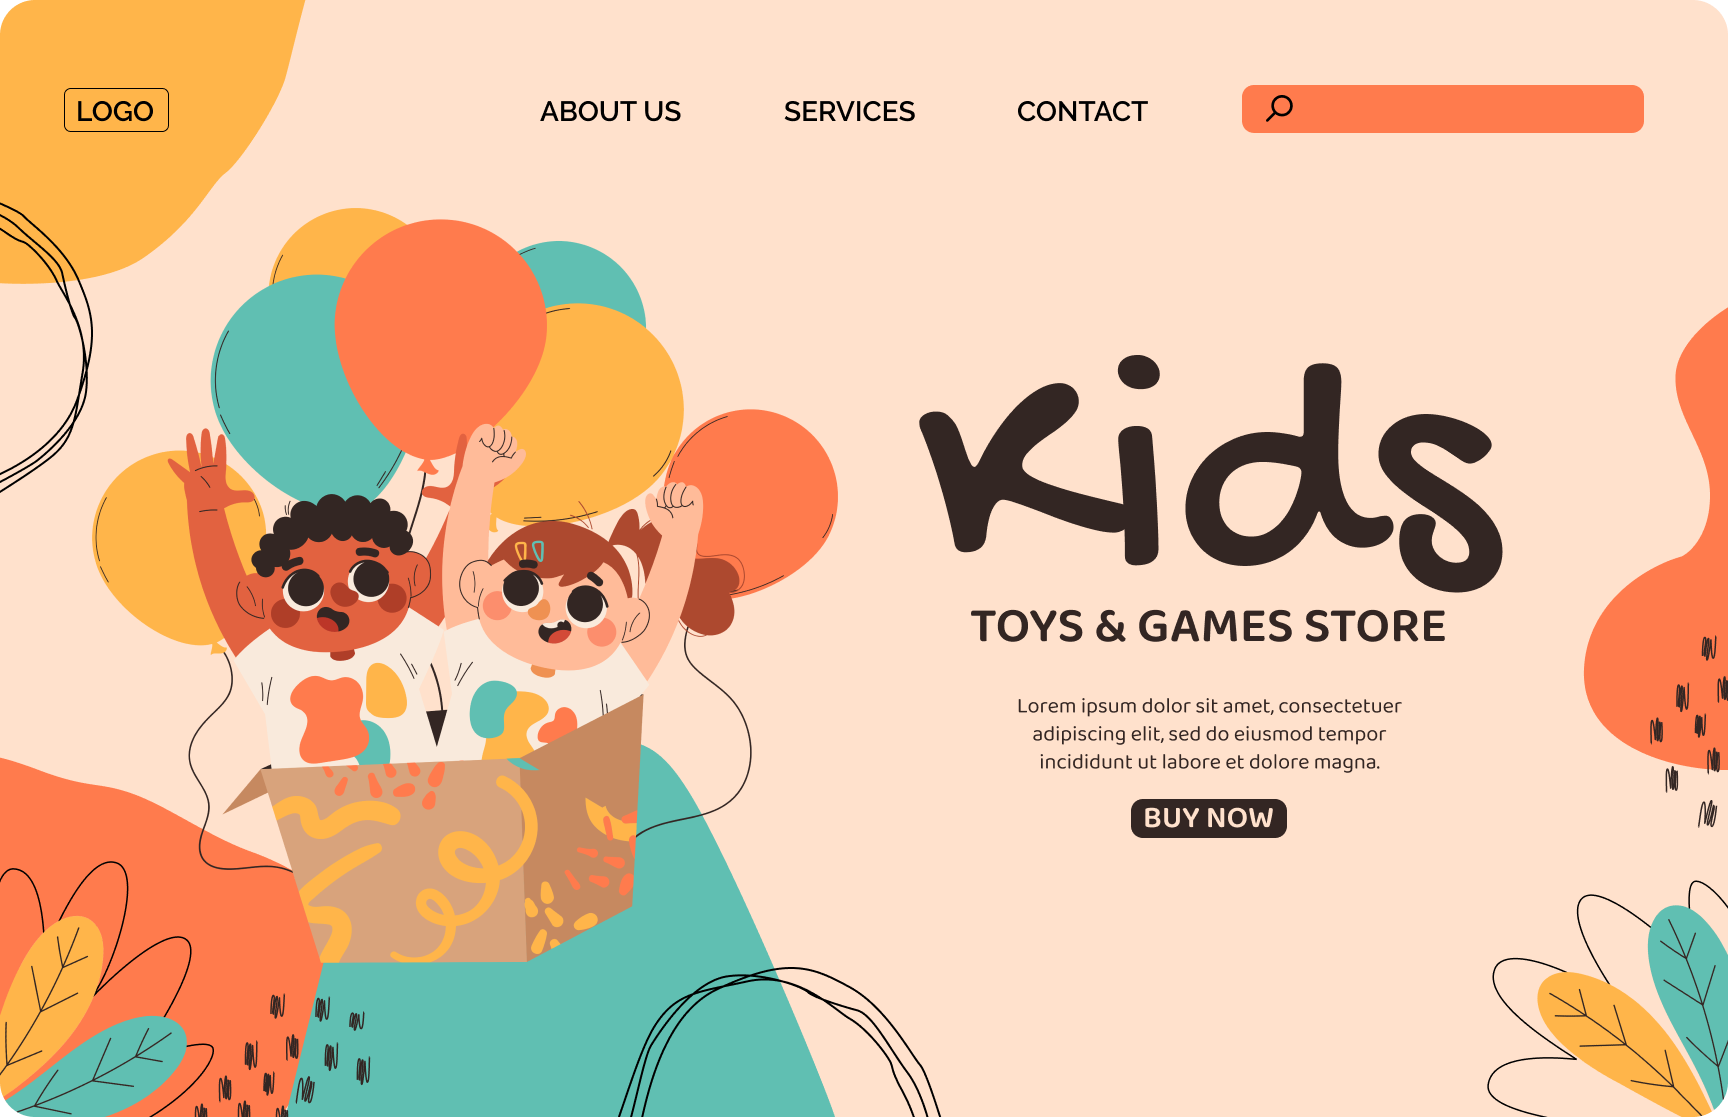 LOGO
ABOUT US
SERVICES
CONTACT
Kids
TOYS & GAMES STORE
Lorem ipsum dolor sit amet, consectetuer
adipiscing elit, sed do eiusmod tempor
incididunt ut labore et dolore magna.
BUY NOW